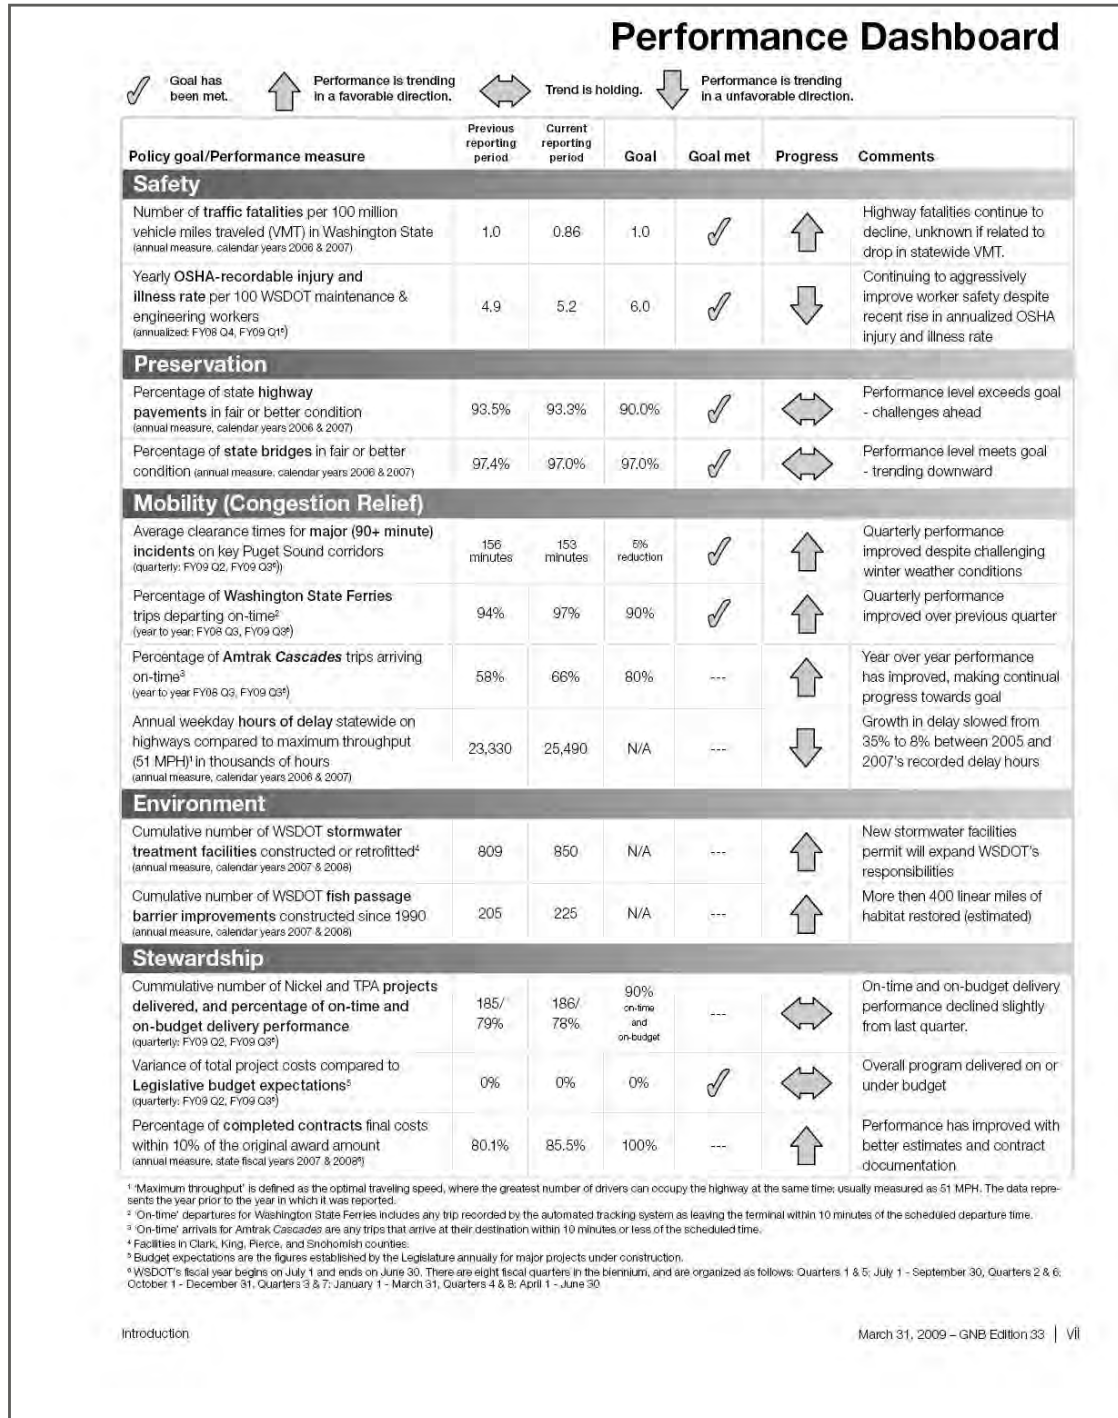 Performance Dashboard
Goal has
been met.
Performance is trending
in a favorable direction.
Trend is holding.
Performance is trending
in a unfavorable direction.
Policy goal/Performance measure
Previous
reporting
period
Current
reporting
period
Goal
Goal met
Progress
Comments
Safety
Number of traffic fatalities per 100 million
vehicle miles traveled (VMT) in Washington State
(annual measure, calendar years 2006 & 2007)
1.0
0.86
1.0
Highway fatalities continue to
decline, unknown if related to
drop in statewide VMT.
Yearly OSHA-recordable injury and
illness rate per 100 WSDOT maintenance &
engineering workers
(annualized: FY08 Q4, FY09 Q1⁶)
4.9
5.2
6.0
Continuing to aggressively
improve worker safety despite
recent rise in annualized OSHA
injury and illness rate
Preservation
Percentage of state highway
pavements in fair or better condition
(annual measure, calendar years 2006 & 2007)
93.5%
93.3%
90.0%
Performance level exceeds goal
- challenges ahead
Percentage of state bridges in fair or better
condition (annual measure, calendar years 2006 & 2007)
97.4%
97.0%
97.0%
Performance level meets goal
- trending downward
Mobility (Congestion Relief)
Average clearance times for major (90+ minute)
incidents on key Puget Sound corridors
(quarterly: FY09 Q2, FY09 Q3⁶))
156
minutes
153
minutes
5%
reduction
Quarterly performance
improved despite challenging
winter weather conditions
Percentage of Washington State Ferries
trips departing on-time²
(year to year: FY08 Q3, FY09 Q3⁶)
94%
97%
90%
Quarterly performance
improved over previous quarter
Percentage of Amtrak Cascades trips arriving
on-time³
(year to year FY08 Q3, FY09 Q3⁶)
58%
66%
80%
---
Year over year performance
has improved, making continual
progress towards goal
Annual weekday hours of delay statewide on
highways compared to maximum throughput
(51 MPH)¹ in thousands of hours
(annual measure, calendar years 2006 & 2007)
23,330
25,490
N/A
---
Growth in delay slowed from
35% to 8% between 2005 and
2007's recorded delay hours
Environment
Cumulative number of WSDOT stormwater
treatment facilities constructed or retrofitted⁴
(annual measure, calendar years 2007 & 2008)
809
850
N/A
---
New stormwater facilities
permit will expand WSDOT's
responsibilities
Cumulative number of WSDOT fish passage
barrier improvements constructed since 1990
(annual measure, calendar years 2007 & 2008)
205
225
N/A
---
More then 400 linear miles of
habitat restored (estimated)
Stewardship
Cummulative number of Nickel and TPA projects
delivered, and percentage of on-time and
on-budget delivery performance
(quarterly: FY09 Q2, FY09 Q3⁶)
185/
79%
186/
78%
90%
on-time
and
on-budget
---
On-time and on-budget delivery
performance declined slightly
from last quarter.
Variance of total project costs compared to
Legislative budget expectations⁵
(quarterly: FY09 Q2, FY09 Q3⁶)
0%
0%
0%
Overall program delivered on or
under budget
Percentage of completed contracts final costs
within 10% of the original award amount
(annual measure, state fiscal years 2007 & 2008⁶)
80.1%
85.5%
100%
---
Performance has improved with
better estimates and contract
documentation
¹ 'Maximum throughput' is defined as the optimal traveling speed, where the greatest number of drivers can occupy the highway at the same time; usually measured as 51 MPH. The data repre-
sents the year prior to the year in which it was reported.
² 'On-time' departures for Washington State Ferries includes any trip recorded by the automated tracking system as leaving the terminal within 10 minutes of the scheduled departure time.
³ 'On-time' arrivals for Amtrak Cascades are any trips that arrive at their destination within 10 minutes or less of the scheduled time.
⁴ Facilities in Clark, King, Pierce, and Snohomish counties.
⁵ Budget expectations are the figures established by the Legislature annually for major projects under construction.
⁶ WSDOT's fiscal year begins on July 1 and ends on June 30. There are eight fiscal quarters in the biennium, and are organized as follows: Quarters 1 & 5; July 1 - September 30, Quarters 2 & 6;
October 1 - December 31, Quarters 3 & 7; January 1 - March 31, Quarters 4 & 8; April 1 - June 30
Introduction
March 31, 2009 – GNB Edition 33 | vii